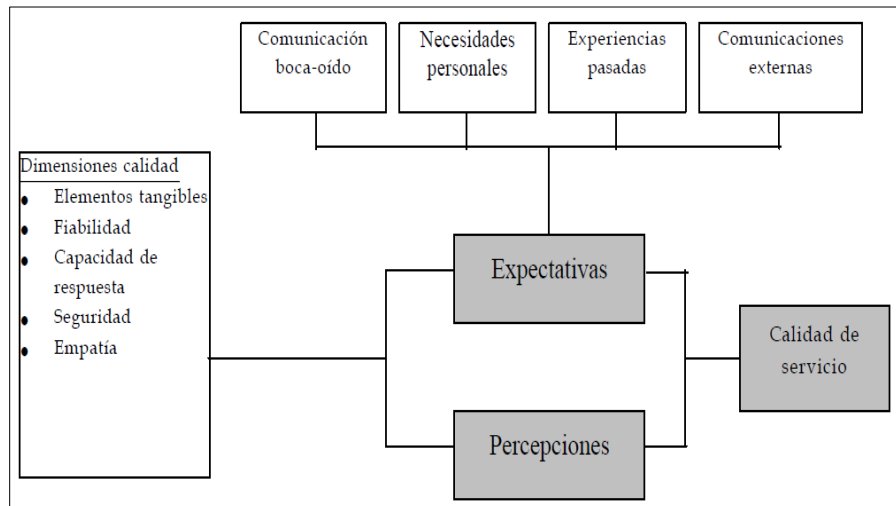 Comunicación
boca-oído
Necesidades
personales
Experiencias
pasadas
Comunicaciones
externas
Dimensiones calidad
● Elementos tangibles
● Fiabilidad
● Capacidad de
respuesta
● Seguridad
● Empatía
Expectativas
Percepciones
Calidad de
servicio